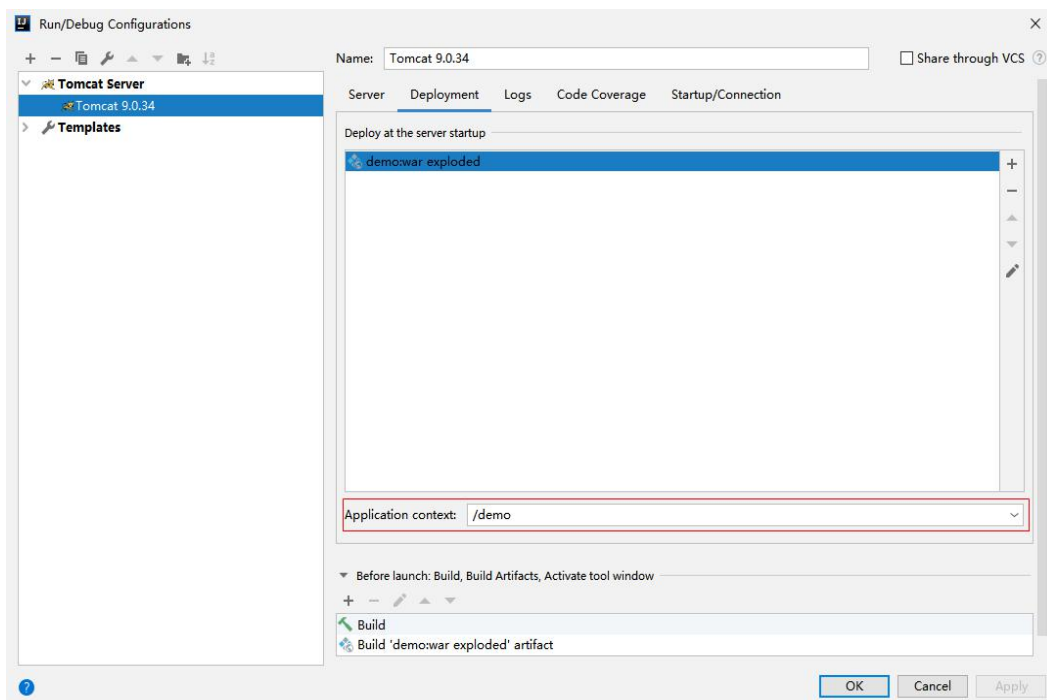 Run/Debug Configurations
Name: Tomcat 9.0.34
Share through VCS
Tomcat Server
Tomcat 9.0.34
Templates
Server Deployment Logs Code Coverage Startup/Connection
Deploy at the server startup
demo:war exploded
Application context: /demo
Before launch: Build, Build Artifacts, Activate tool window
Build
Build 'demo:war exploded' artifact
OK Cancel Apply